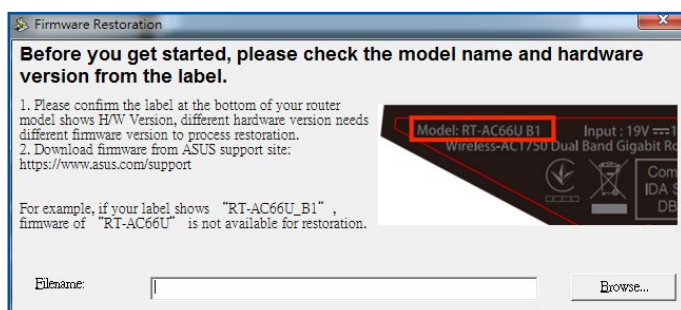 Firmware Restoration
Before you get started, please check the model name and hardware
version from the label.
1. Please confirm the label at the bottom of your router
model shows H/W Version, different hardware version needs
different firmware version to process restoration.
2. Download firmware from ASUS support site:
https://www.asus.com/support
For example, if your label shows “RT-AC66U_B1”,
firmware of “RT-AC66U” is not available for restoration.
Model: RT-AC66U B1 Input : 19V
Wireless-AC1750 Dual Band Gigabit
IDA
DB
Filename:
Browse...